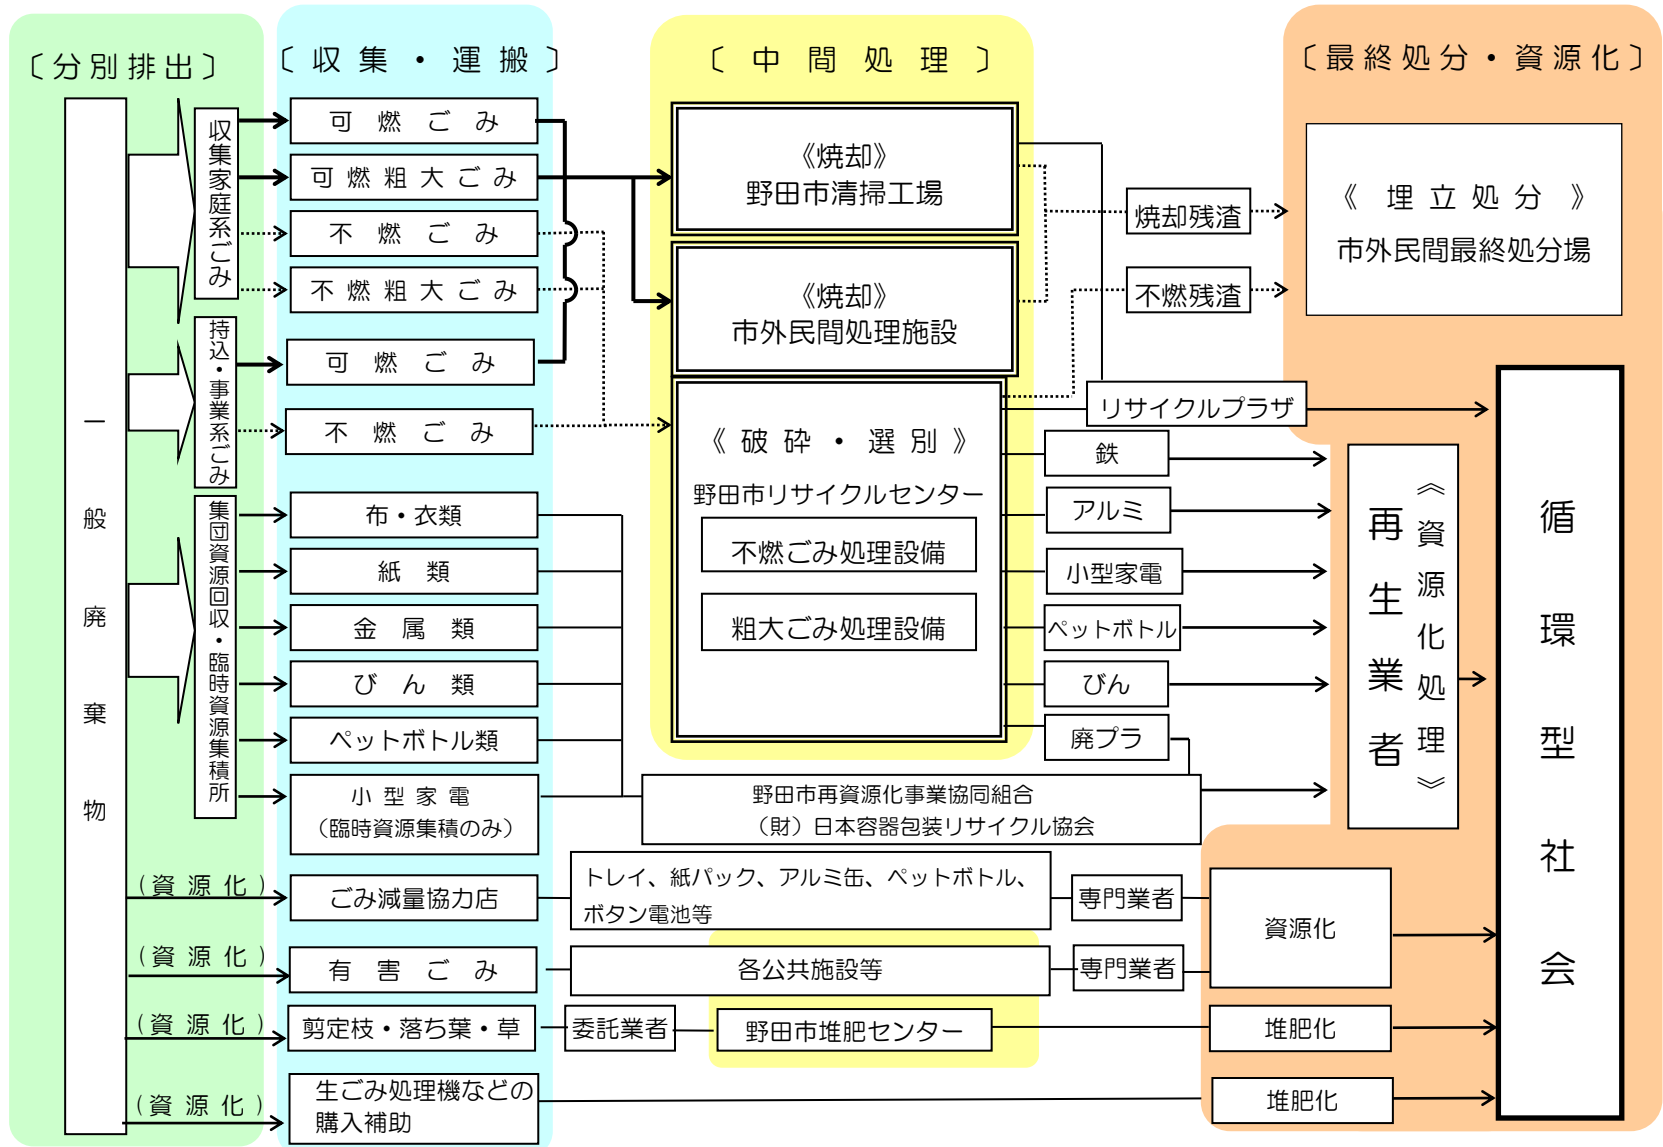 〔分別排出〕
〔収集・運搬〕
〔中間処理〕
〔最終処分・資源化〕
一般廃棄物
収集家庭系ごみ
持込・事業系ごみ
集団資源回収・臨時資源集積所
(資源化)
(資源化)
(資源化)
(資源化)
可燃ごみ
可燃粗大ごみ
不燃ごみ
不燃粗大ごみ
可燃ごみ
不燃ごみ
布・衣類
紙類
金属類
びん類
ペットボトル類
小型家電
（臨時資源集積のみ）
ごみ減量協力店
有害ごみ
剪定枝・落ち葉・草
生ごみ処理機などの
購入補助
《焼却》
野田市清掃工場
《焼却》
市外民間処理施設
《破砕・選別》
野田市リサイクルセンター
不燃ごみ処理設備
粗大ごみ処理設備
野田市再資源化事業協同組合
（財）日本容器包装リサイクル協会
トレイ、紙パック、アルミ缶、ペットボトル、
ボタン電池等
各公共施設等
委託業者
野田市堆肥センター
焼却残渣
不燃残渣
リサイクルプラザ
鉄
アルミ
小型家電
ペットボトル
びん
廃プラ
専門業者
専門業者
《埋立処分》
市外民間最終処分場
《資源化処理》
再生業者
資源化
堆肥化
堆肥化
循環型社会